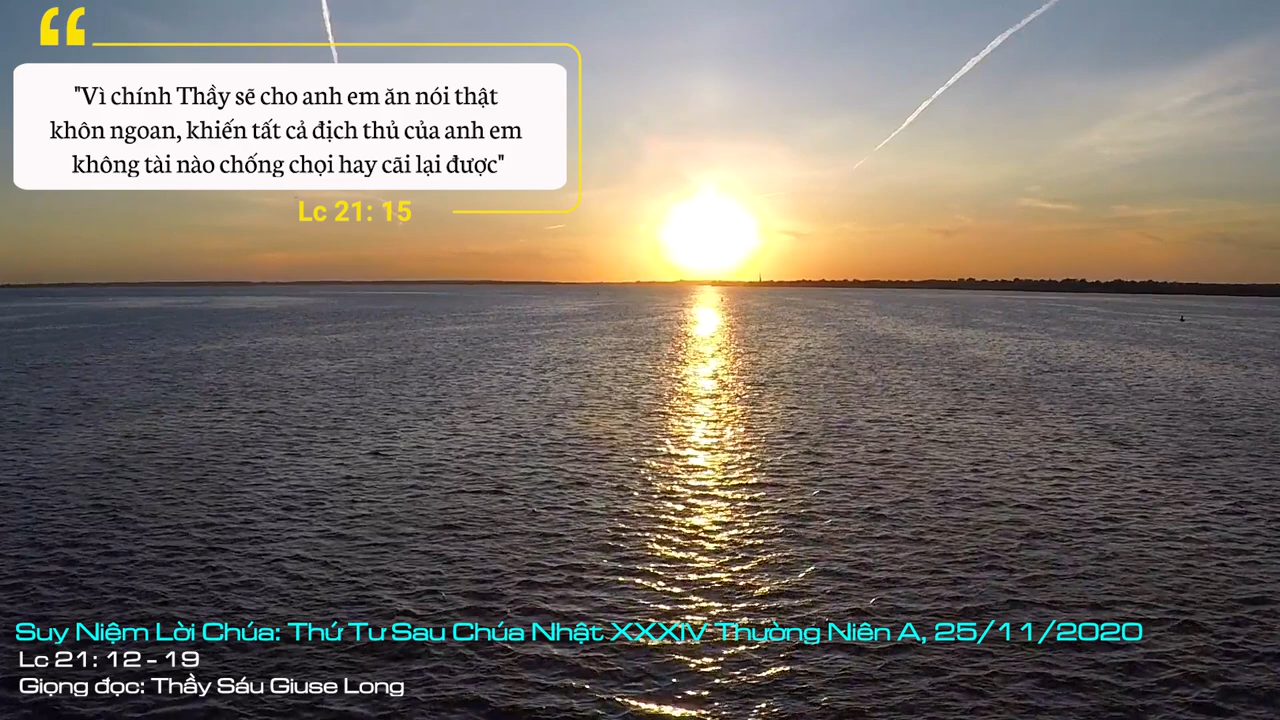 "Vì chính Thầy sẽ cho anh em ăn nói thật
khôn ngoan, khiến tất cả địch thủ của anh em
không tài nào chống chọi hay cãi lại được"
Lc 21: 15
Suy Niệm Lời Chúa: Thứ Tư Sau Chúa Nhật XXXIV Thường Niên A, 25/11/2020
Lc 21: 12 - 19
Giọng đọc: Thầy Sáu Giuse Long